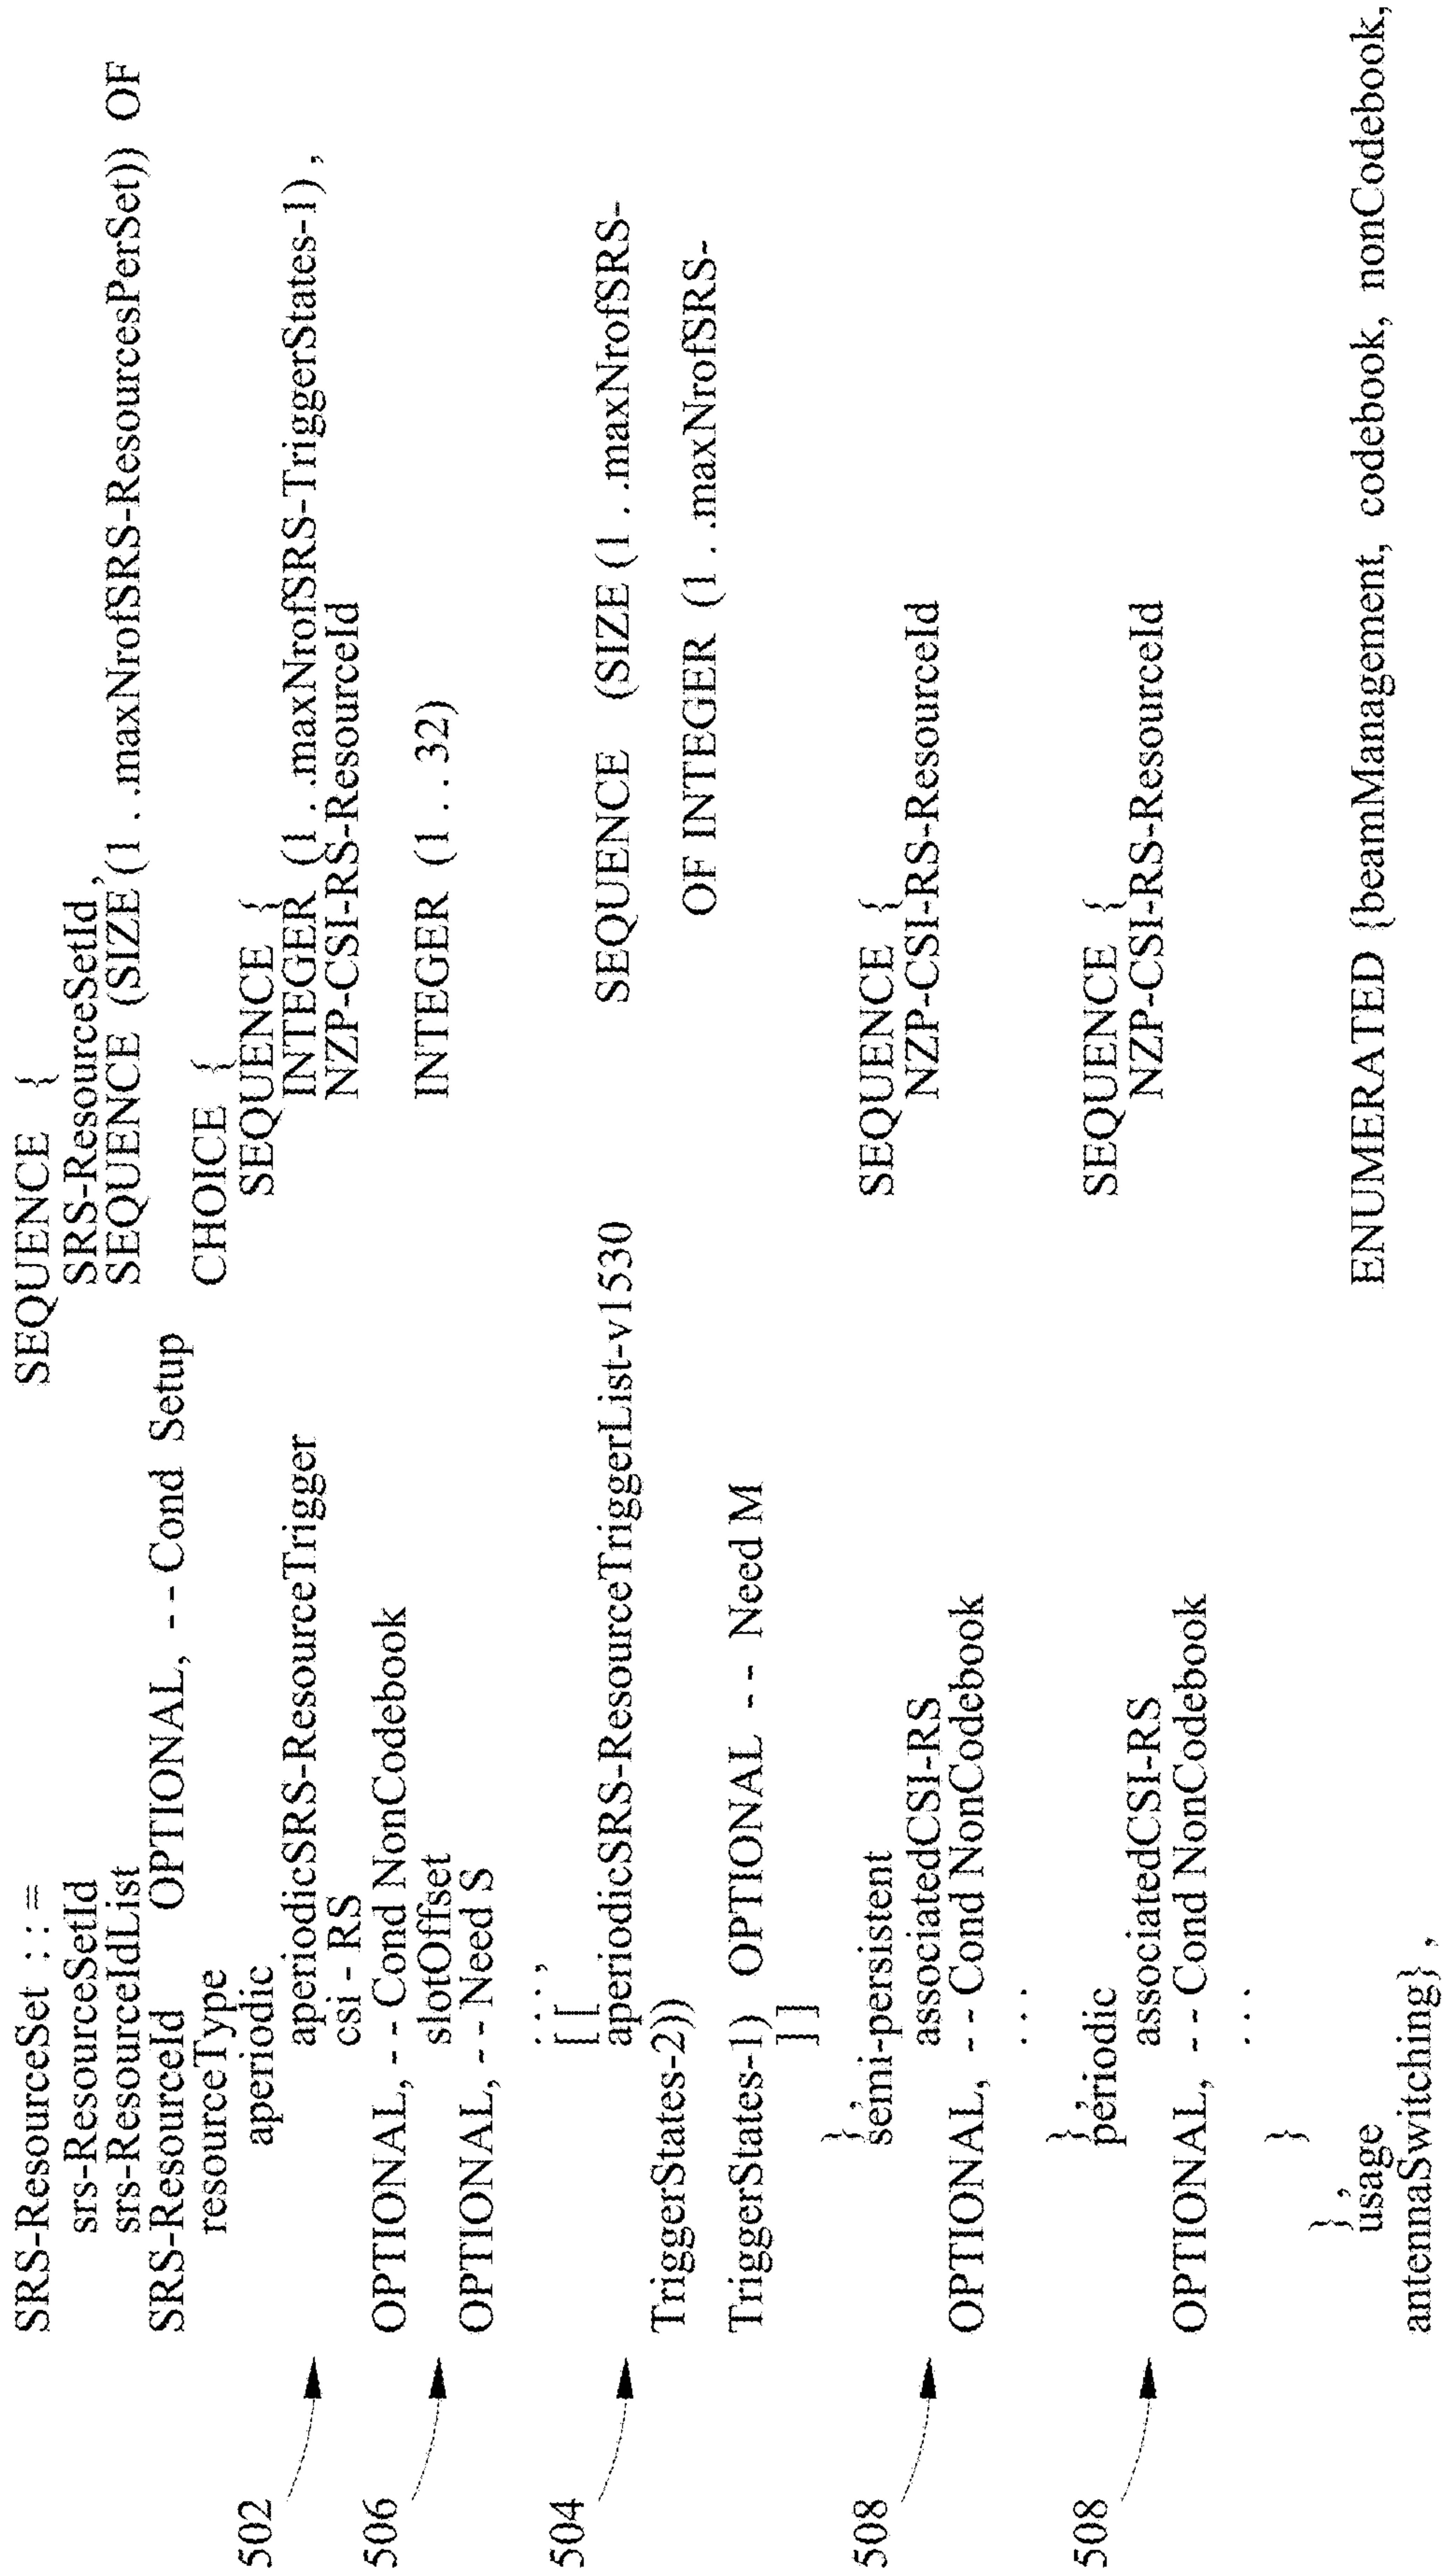 SRS-ResourceSet : : = SEQUENCE {
srs-ResourceSetId SRS-ResourceSetId,
srs-ResourceIdList SEQUENCE (SIZE (1 . .maxNrofSRS-ResourcesPerSet)) OF
SRS-ResourceId OPTIONAL, - - Cond Setup
resourceType CHOICE {
aperiodic SEQUENCE {
502 aperiodicSRS-ResourceTrigger INTEGER (1 . .maxNrofSRS-TriggerStates-1) ,
csi - RS NZP-CSI-RS-ResourceId
OPTIONAL, - - Cond NonCodebook
506 slotOffset INTEGER (1 . . 32)
OPTIONAL, - - Need S
. . . ,
[ [
504 aperiodicSRS-ResourceTriggerList-v1530 SEQUENCE (SIZE (1 . .maxNrofSRS-
TriggerStates-2))
OF INTEGER (1 . .maxNrofSRS-
TriggerStates-1) OPTIONAL - - Need M
] ]
},
semi-persistent SEQUENCE {
508 associatedCSI-RS NZP-CSI-RS-ResourceId
OPTIONAL, - - Cond NonCodebook
. . .
},
periodic SEQUENCE {
508 associatedCSI-RS NZP-CSI-RS-ResourceId
OPTIONAL, - - Cond NonCodebook
. . .
}
},
usage ENUMERATED {beamManagement, codebook, nonCodebook,
antennaSwitching} ,